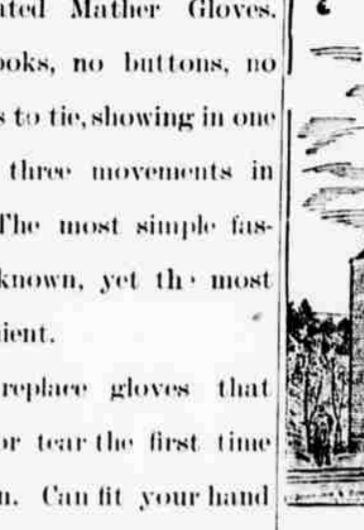 ated Mather Gloves.
ooks, no buttons, no
s to tie, showing in one
three movements in
The most simple fas-
known, yet th most
ient.
replace gloves that
or tear the first time
n. Can fit your hand